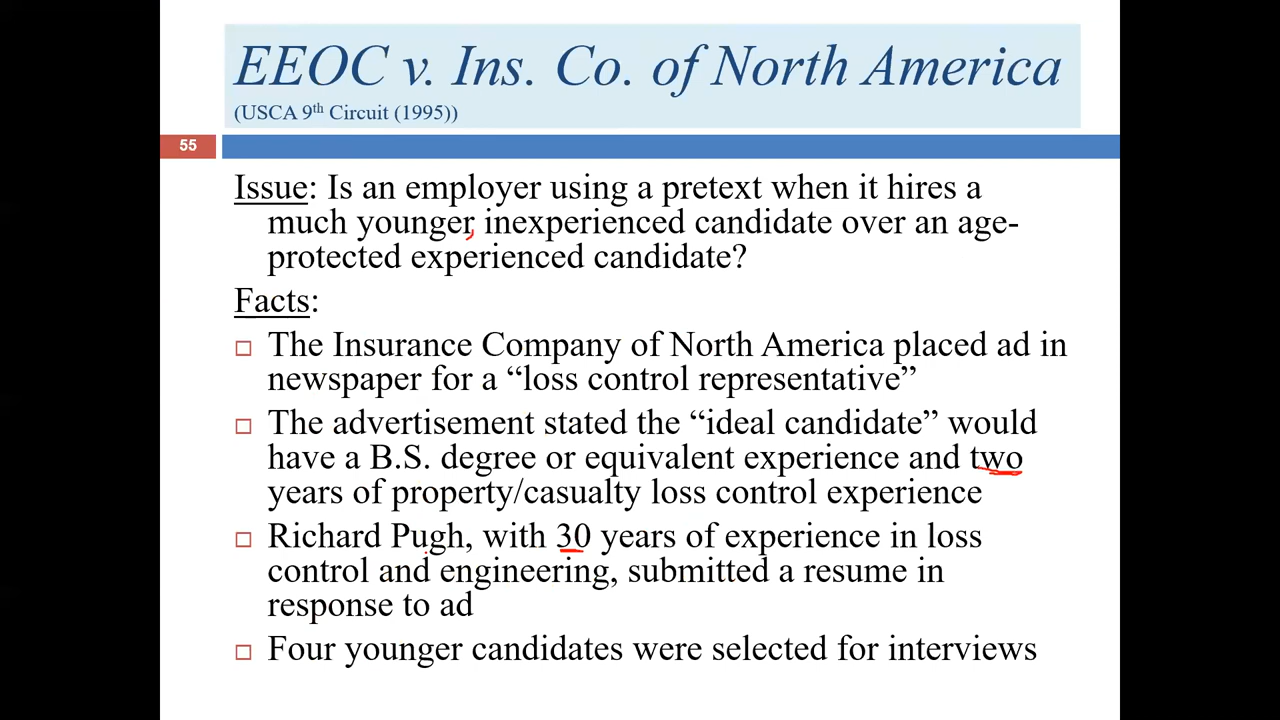 EEOC v. Ins. Co. of North America
(USCA 9th Circuit (1995))
55
Issue: Is an employer using a pretext when it hires a
much younger, inexperienced candidate over an age-
protected experienced candidate?
Facts:
The Insurance Company of North America placed ad in
newspaper for a “loss control representative”
The advertisement stated the “ideal candidate” would
have a B.S. degree or equivalent experience and two
years of property/casualty loss control experience
Richard Pugh, with 30 years of experience in loss
control and engineering, submitted a resume in
response to ad
Four younger candidates were selected for interviews